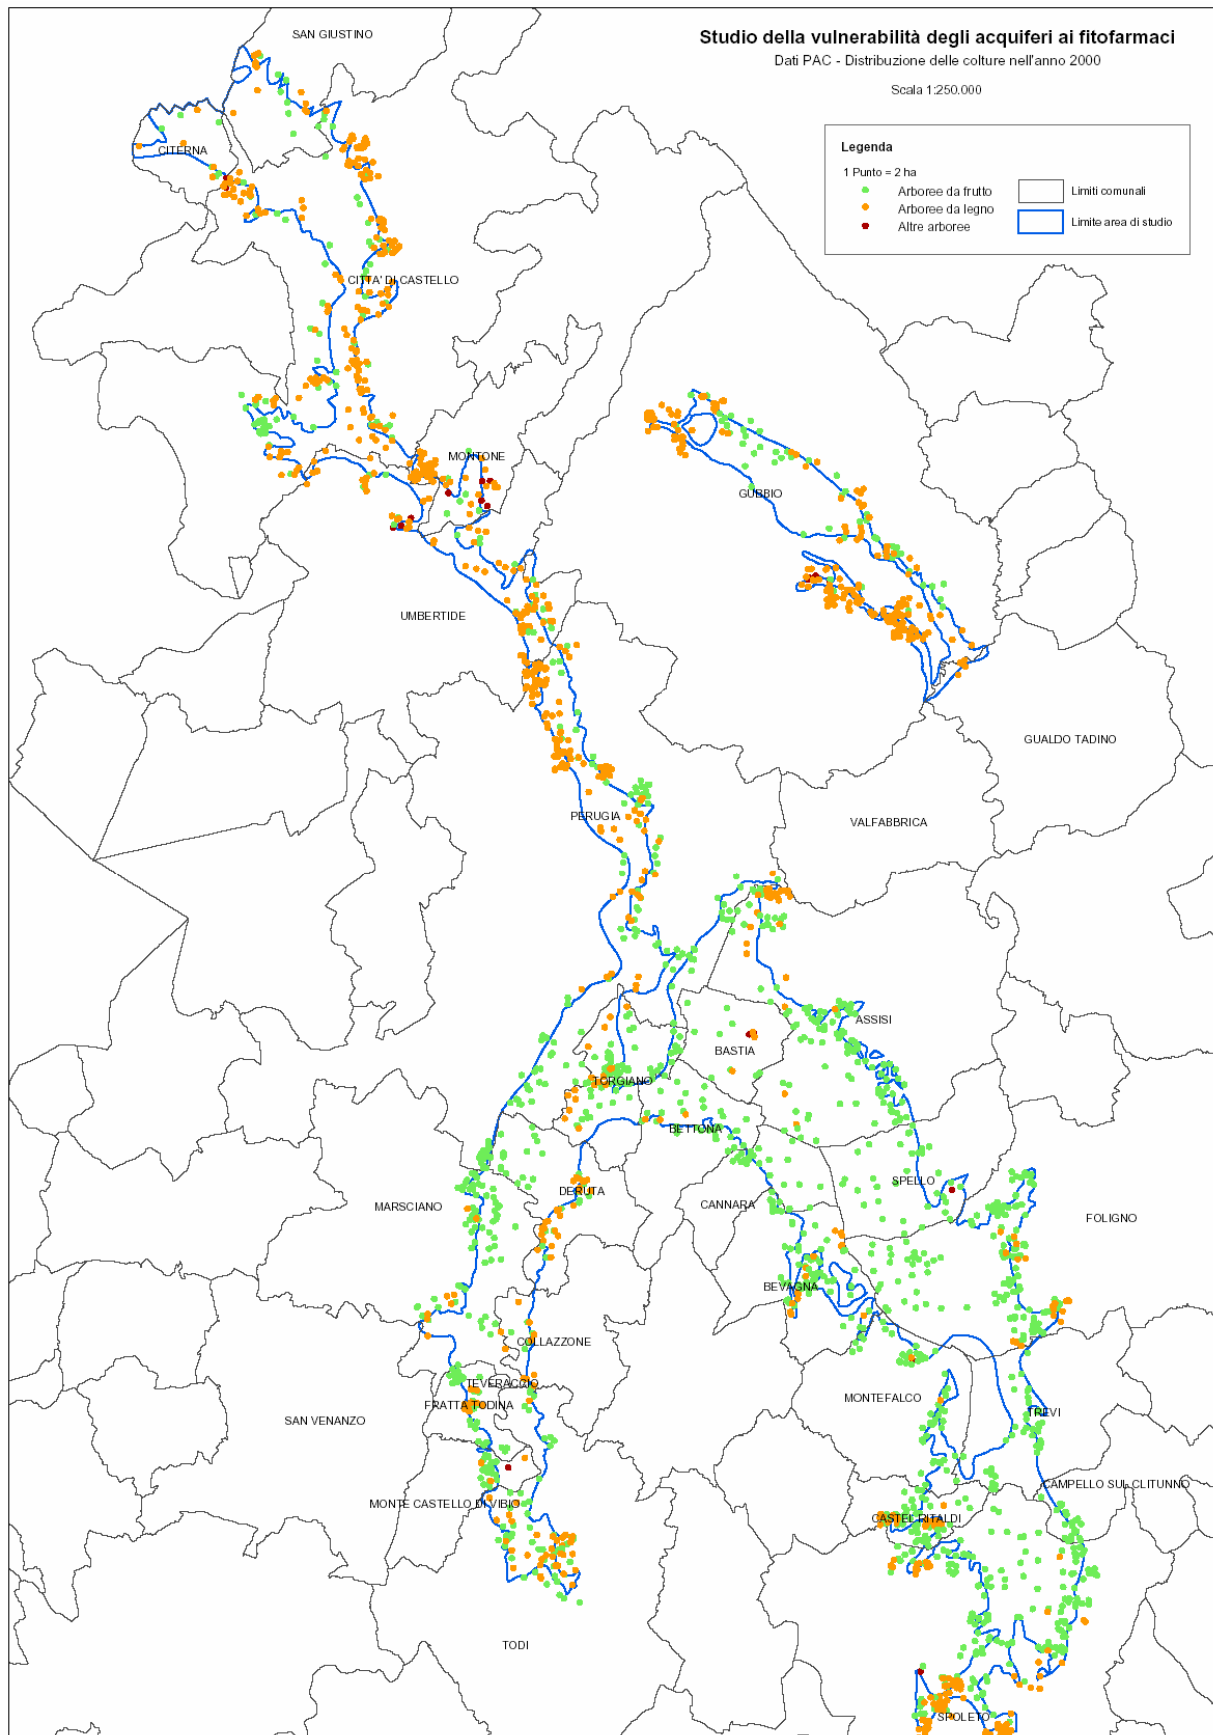 Studio della vulnerabilità degli acquiferi ai fitofarmaci
Dati PAC - Distribuzione delle colture nell'anno 2000
Scala 1:250.000
Legenda
1 Punto = 2 ha
Arboree da frutto
Arboree da legno
Altre arboree
Limiti comunali
Limite area di studio
SAN GIUSTINO
CITERNA
CITTA' DI CASTELLO
MONTONE
GUBBIO
UMBERTIDE
GUALDO TADINO
PERUGIA
VALFABBRICA
ASSISI
BASTIA
TORGIANO
BETTONA
SPELLO
DERUTA
CANNARA
MARSCIANO
FOLIGNO
BEVAGNA
COLLAZZONE
TEVERACCIO
FRATTA TODINA
MONTEFALCO
TREVI
SAN VENANZO
CAMPELLO SUL CLITUNNO
MONTE CASTELLO DI VIBIO
CASTEL RITALDI
TODI
SPOLETO